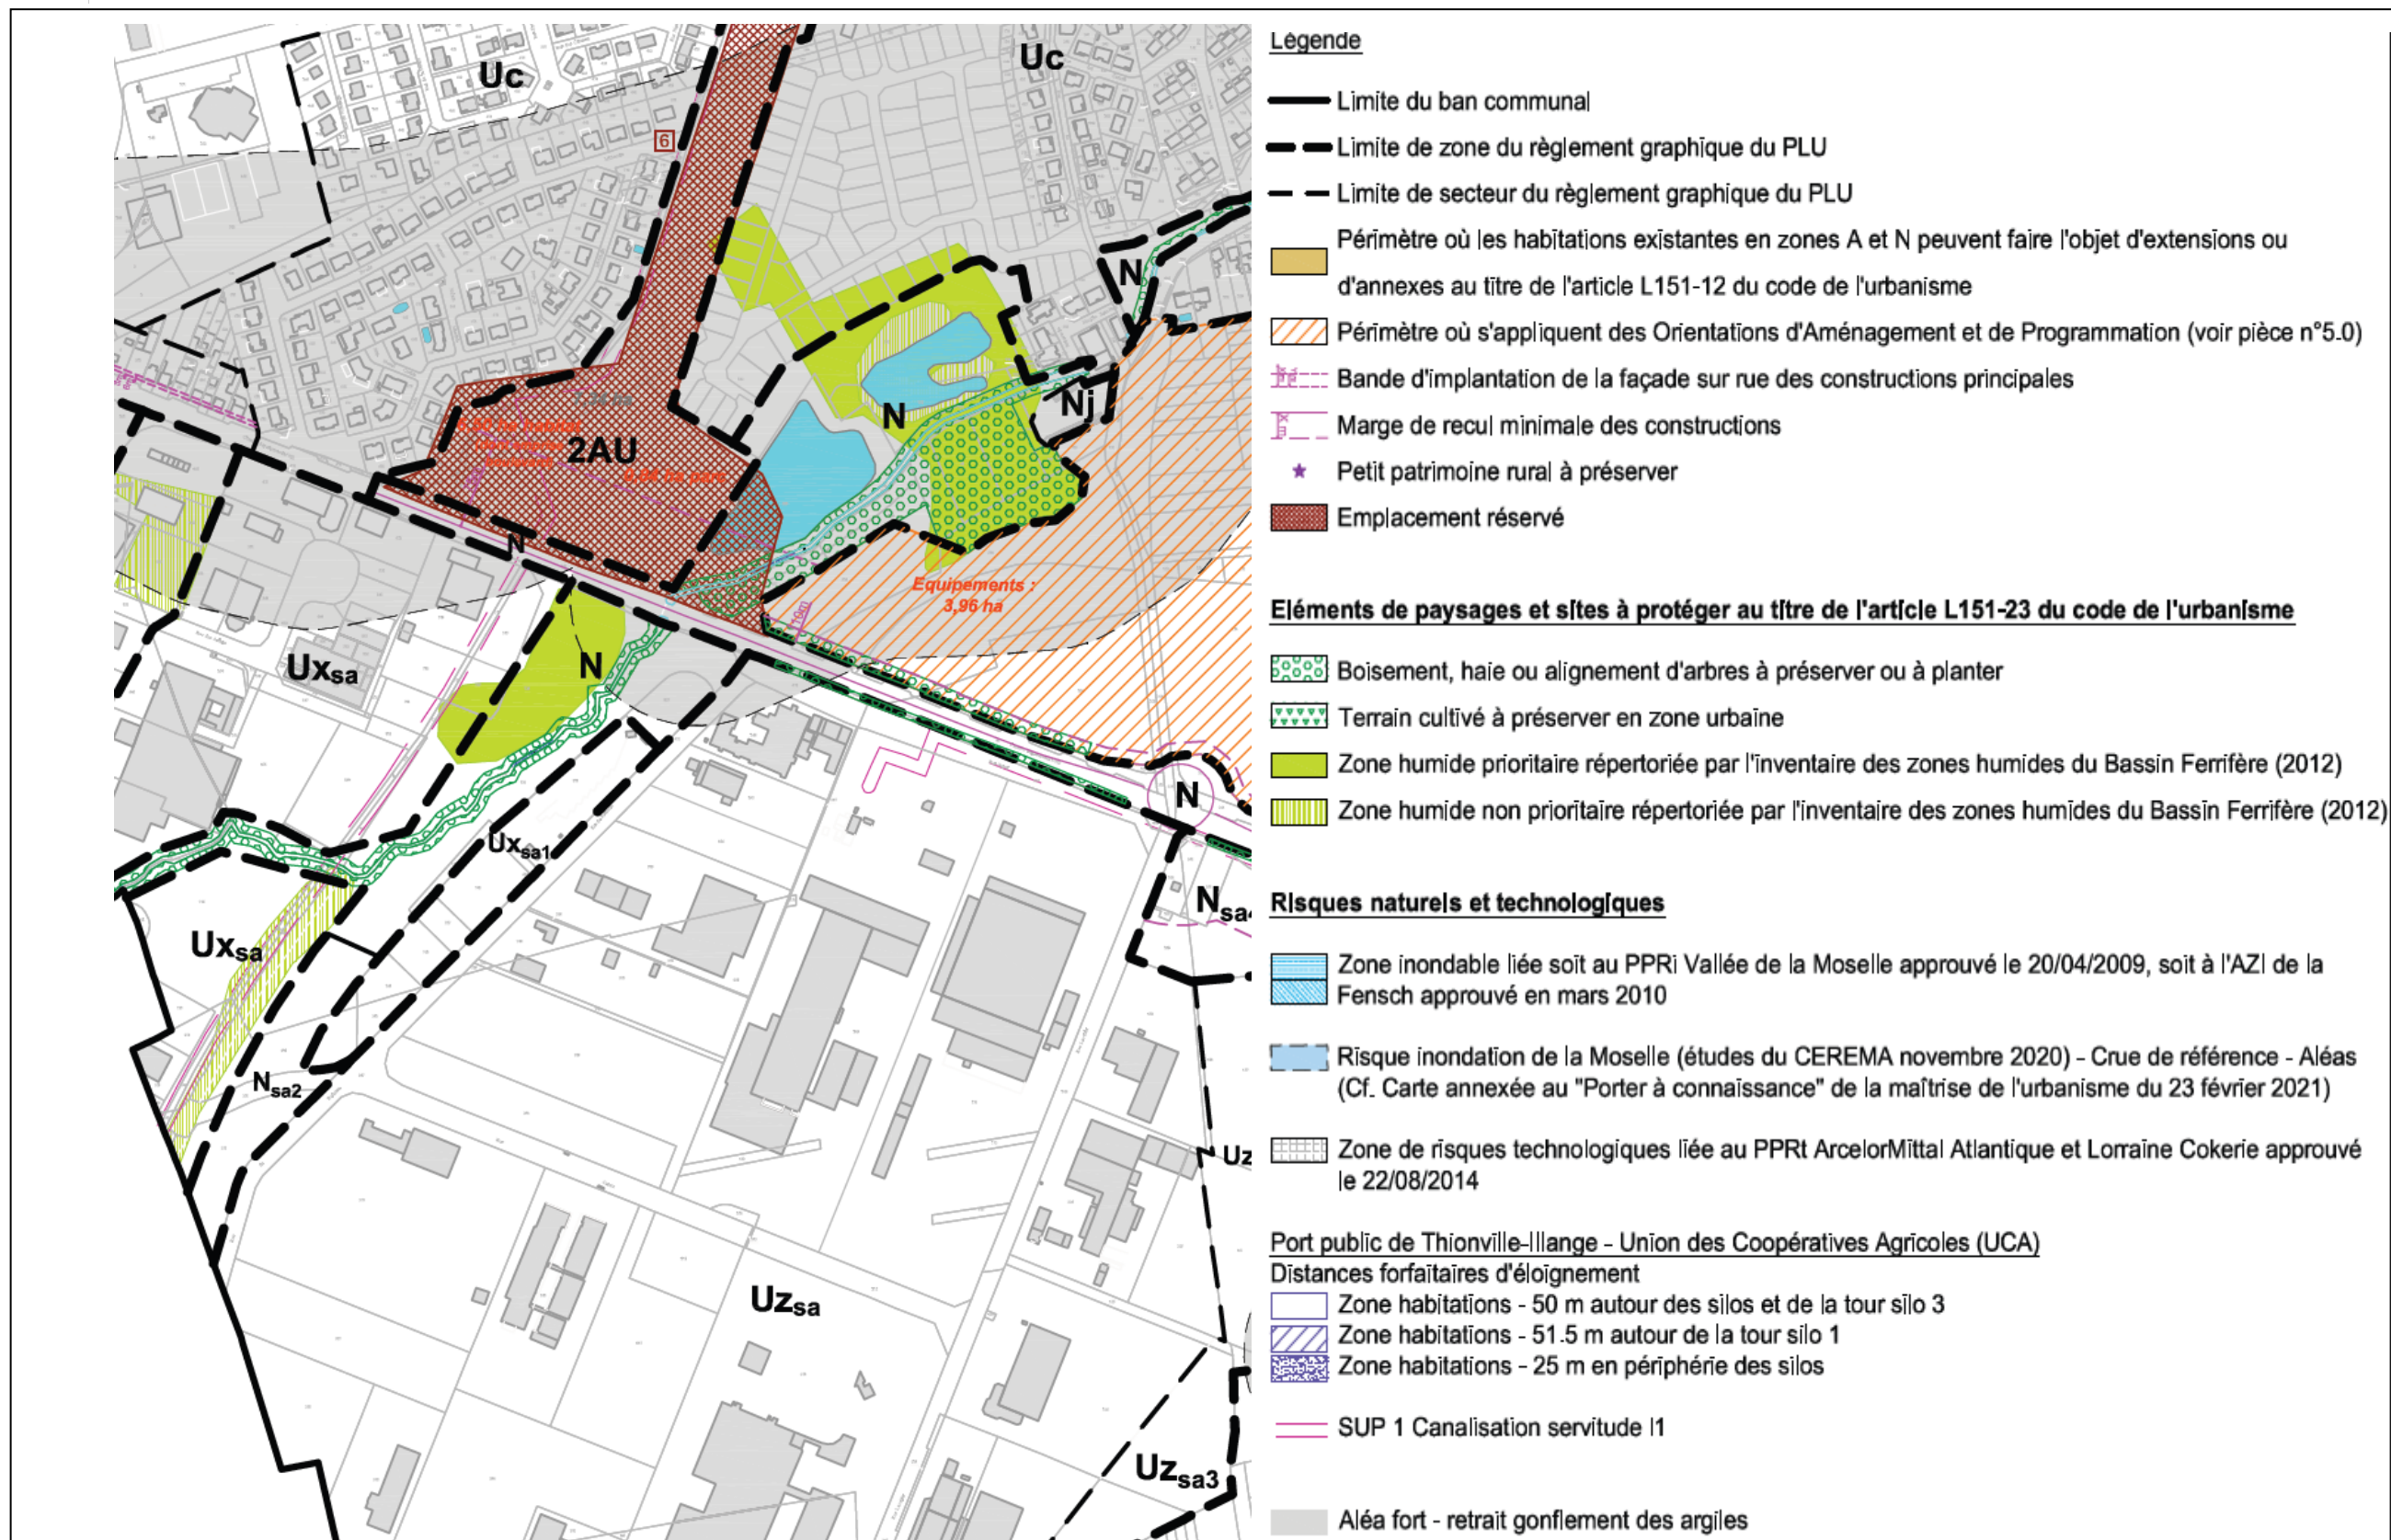 Uc
Uc
6
N
N
Nj
2AU
0,84 ha parc
N
Equipements :
3,96 ha
10m
Uxsa
N
N
Uxsa1
Nsa4
Uxsa
Nsa2
Uz
Uzsa
Uzsa3
Légende
Limite du ban communal
Limite de zone du règlement graphique du PLU
Limite de secteur du règlement graphique du PLU
Périmètre où les habitations existantes en zones A et N peuvent faire l'objet d'extensions ou
d'annexes au titre de l'article L151-12 du code de l'urbanisme
Périmètre où s'appliquent des Orientations d'Aménagement et de Programmation (voir pièce n°5.0)
Bande d'implantation de la façade sur rue des constructions principales
Marge de recul minimale des constructions
Petit patrimoine rural à préserver
Emplacement réservé
Eléments de paysages et sites à protéger au titre de l'article L151-23 du code de l'urbanisme
Boisement, haie ou alignement d'arbres à préserver ou à planter
Terrain cultivé à préserver en zone urbaine
Zone humide prioritaire répertoriée par l'inventaire des zones humides du Bassin Ferrifère (2012)
Zone humide non prioritaire répertoriée par l'inventaire des zones humides du Bassin Ferrifère (2012)
Risques naturels et technologiques
Zone inondable liée soit au PPRi Vallée de la Moselle approuvé le 20/04/2009, soit à l'AZI de la
Fensch approuvé en mars 2010
Risque inondation de la Moselle (études du CEREMA novembre 2020) - Crue de référence - Aléas
(Cf. Carte annexée au "Porter à connaissance" de la maîtrise de l'urbanisme du 23 février 2021)
Zone de risques technologiques liée au PPRt ArcelorMittal Atlantique et Lorraine Cokerie approuvé
le 22/08/2014
Port public de Thionville-Illange - Union des Coopératives Agricoles (UCA)
Distances forfaitaires d'éloignement
Zone habitations - 50 m autour des silos et de la tour silo 3
Zone habitations - 51.5 m autour de la tour silo 1
Zone habitations - 25 m en périphérie des silos
SUP 1 Canalisation servitude I1
Aléa fort - retrait gonflement des argiles